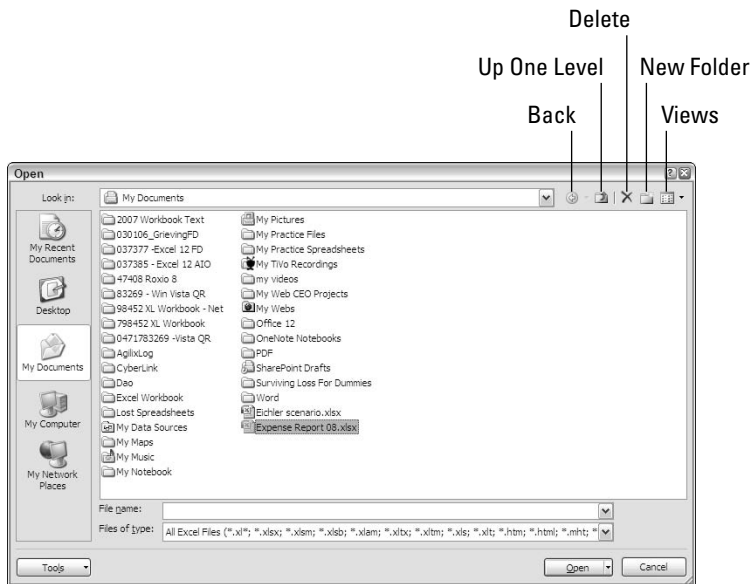 Delete
Up One Level
New Folder
Back
Views
Open
Look in:
My Documents
My Recent
Documents
Desktop
My Documents
My Computer
My Network
Places
2007 Workbook Text
030106_GrievingFD
037377 -Excel 12 FD
037385 - Excel 12 AIO
47408 Roxio 8
83269 - Win Vista QR
98452 XL Workbook - Net
798452 XL Workbook
0471783269 -Vista QR
AgilixLog
CyberLink
Dao
Excel Workbook
Lost Spreadsheets
My Data Sources
My Maps
My Music
My Notebook
My Pictures
My Practice Files
My Practice Spreadsheets
My TiVo Recordings
my videos
My Web CEO Projects
My Webs
Office 12
OneNote Notebooks
PDF
SharePoint Drafts
Surviving Loss For Dummies
Word
Eichler scenario.xlsx
Expense Report 08.xlsx
File name:
Files of type:
All Excel Files (*.xl*; *.xlsx; *.xlsm; *.xlsb; *.xlam; *.xltx; *.xltm; *.xls; *.xlt; *.htm; *.html; *.mht; *
Tools
Open
Cancel